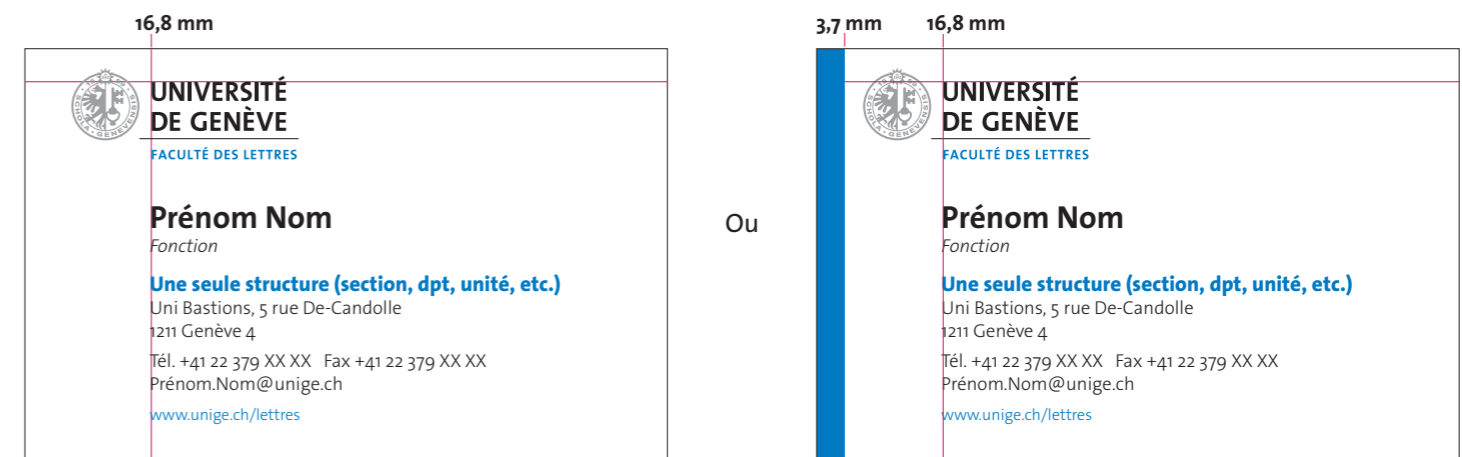 16,8 mm
UNIVERSITÉ
DE GENÈVE
FACULTÉ DES LETTRES
Prénom Nom
Fonction
Une seule structure (section, dpt, unité, etc.)
Uni Bastions, 5 rue De-Candolle
1211 Genève 4
Tél. +41 22 379 XX XX Fax +41 22 379 XX XX
Prénom.Nom@unige.ch
www.unige.ch/lettres
Ou
3,7 mm 16,8 mm
UNIVERSITÉ
DE GENÈVE
FACULTÉ DES LETTRES
Prénom Nom
Fonction
Une seule structure (section, dpt, unité, etc.)
Uni Bastions, 5 rue De-Candolle
1211 Genève 4
Tél. +41 22 379 XX XX Fax +41 22 379 XX XX
Prénom.Nom@unige.ch
www.unige.ch/lettres